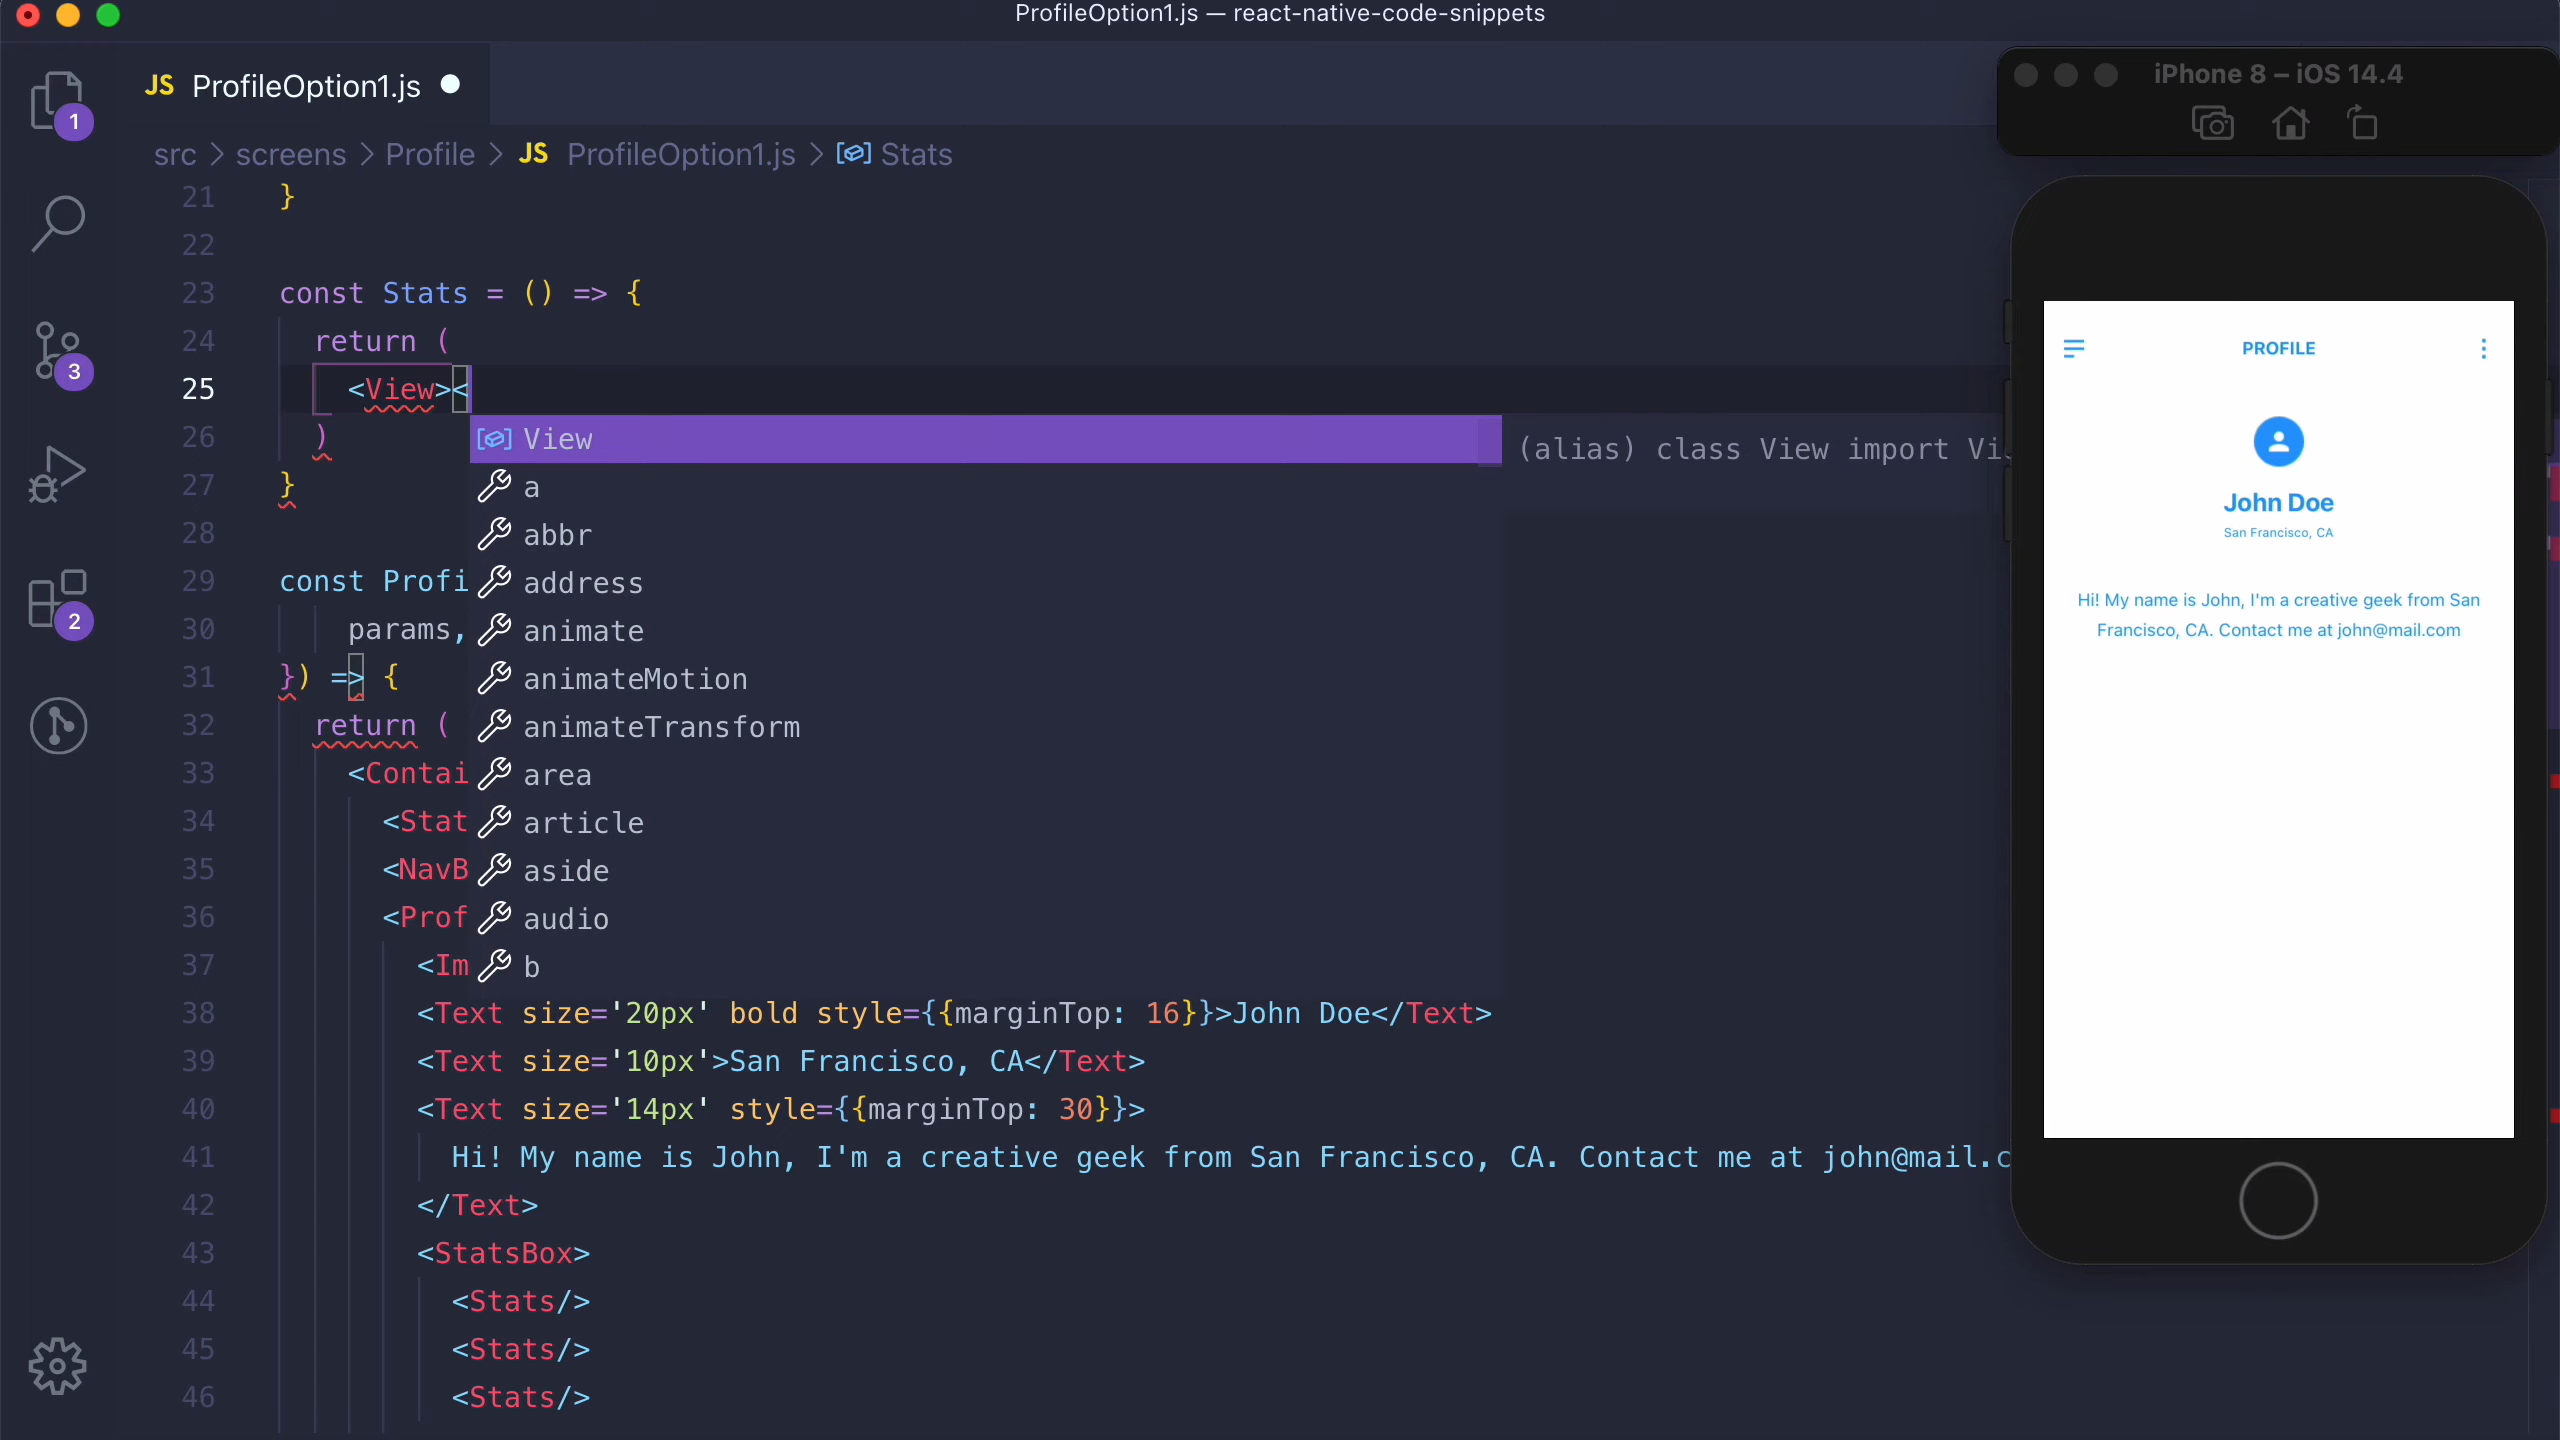 ProfileOption1.js — react-native-code-snippets
JS ProfileOption1.js
iPhone 8 – iOS 14.4
1
src > screens > Profile > JS ProfileOption1.js > Stats
21 }
22
23 const Stats = () => {
24 return (
25 <View><
26 )
27 }
28
29 const Profi
30 params,
31 }) => {
32 return (
33 <Contai
34 <Stat
35 <NavB
36 <Prof
37 <Im
38 <Text size='20px' bold style={{marginTop: 16}}>John Doe</Text>
39 <Text size='10px'>San Francisco, CA</Text>
40 <Text size='14px' style={{marginTop: 30}}>
41 Hi! My name is John, I'm a creative geek from San Francisco, CA. Contact me at john@mail.c
42 </Text>
43 <StatsBox>
44 <Stats/>
45 <Stats/>
46 <Stats/>
View
(alias) class View import Vi
a
abbr
address
animate
animateMotion
animateTransform
area
article
aside
audio
b
3
2
PROFILE
John Doe
San Francisco, CA
Hi! My name is John, I'm a creative geek from San
Francisco, CA. Contact me at john@mail.com